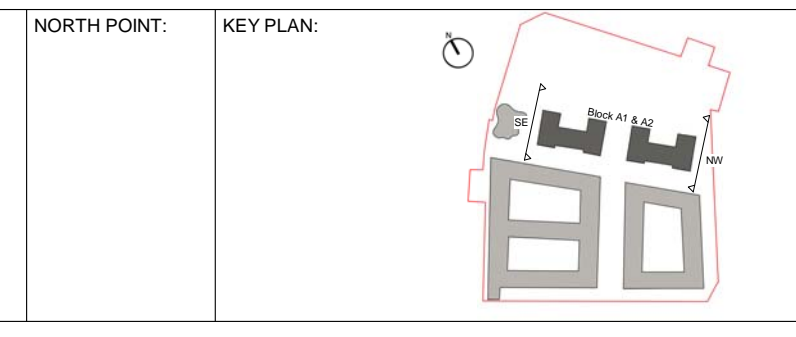 NORTH POINT:
KEY PLAN:
N
Block A1 & A2
SE
NW